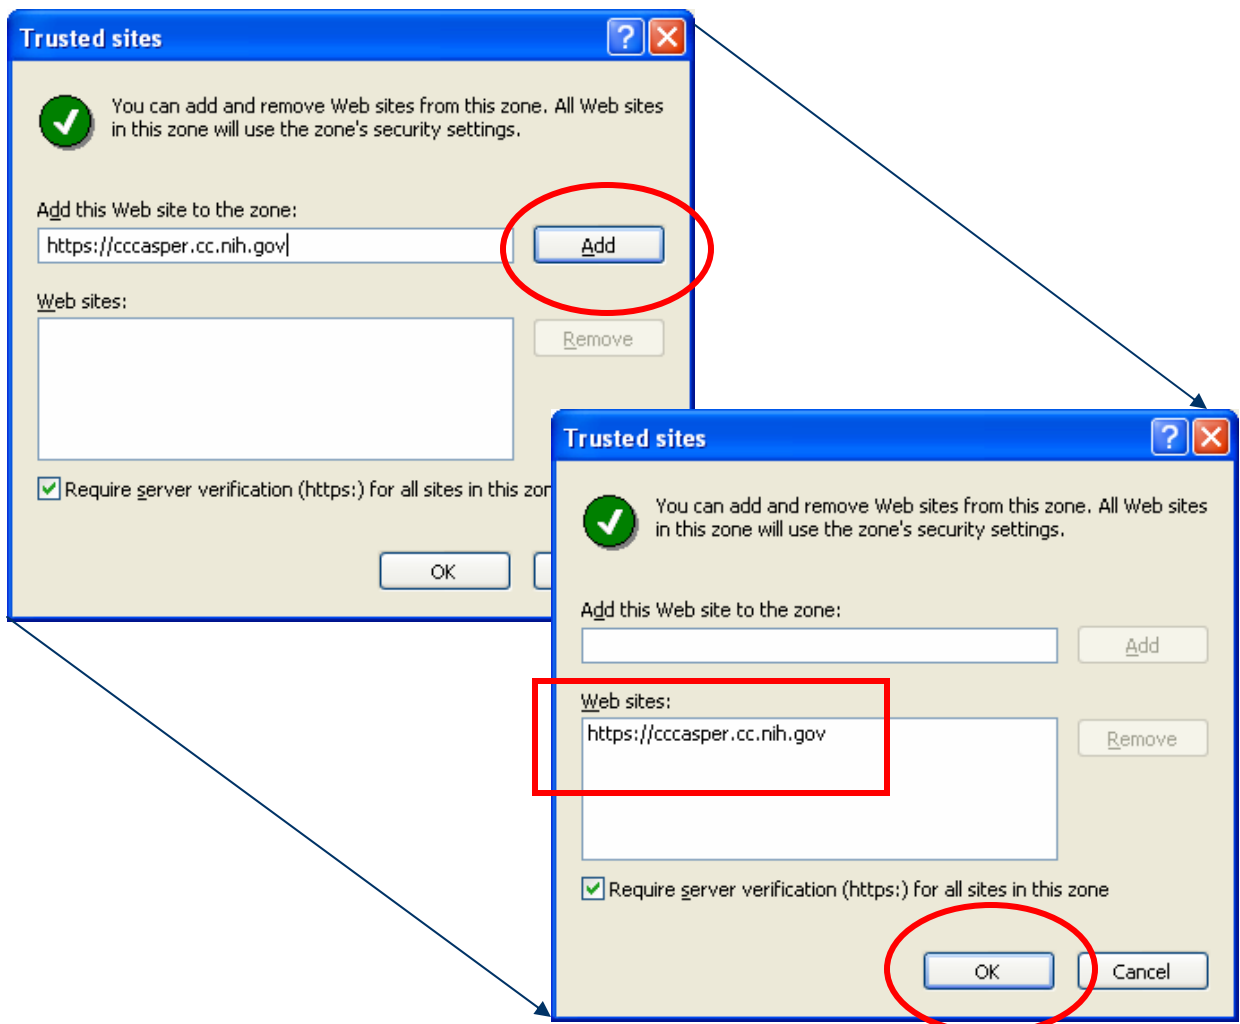 Trusted sites
You can add and remove Web sites from this zone. All Web sites
in this zone will use the zone's security settings.
Add this Web site to the zone:
https://cccasper.cc.nih.gov
Add
Web sites:
Remove
Require server verification (https:) for all sites in this
OK
Trusted sites
You can add and remove Web sites from this zone. All Web sites
in this zone will use the zone's security settings.
Add this Web site to the zone:
Add
Web sites:
https://cccasper.cc.nih.gov
Remove
Require server verification (https:) for all sites in this zone
OK
Cancel